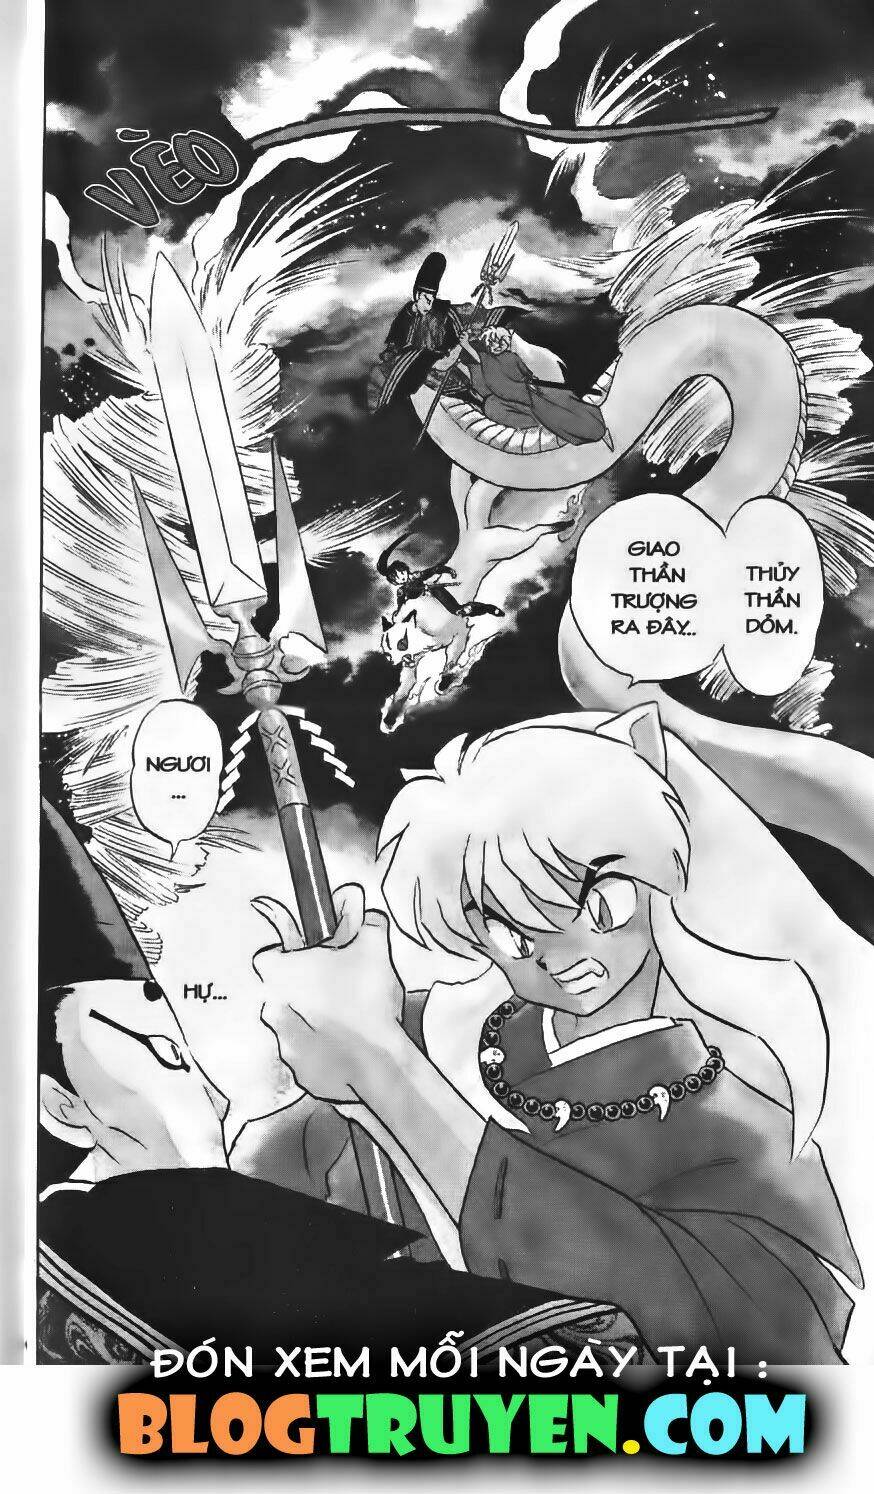 VÈO
THỦY
THẦN
DỎM.
GIAO
THẦN
TRƯỢNG
RA ĐÂY...
NGƯƠI
...
HỰ...
ĐÓN XEM MỖI NGÀY TẠI :
BLOGTRUYEN.COM